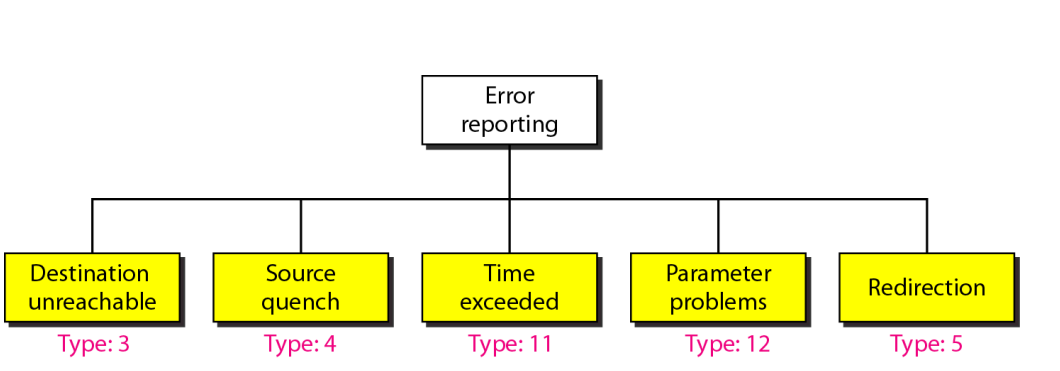 Error
reporting
Destination
unreachable
Source
quench
Time
exceeded
Parameter
problems
Redirection
Type: 3
Type: 4
Type: 11
Type: 12
Type: 5